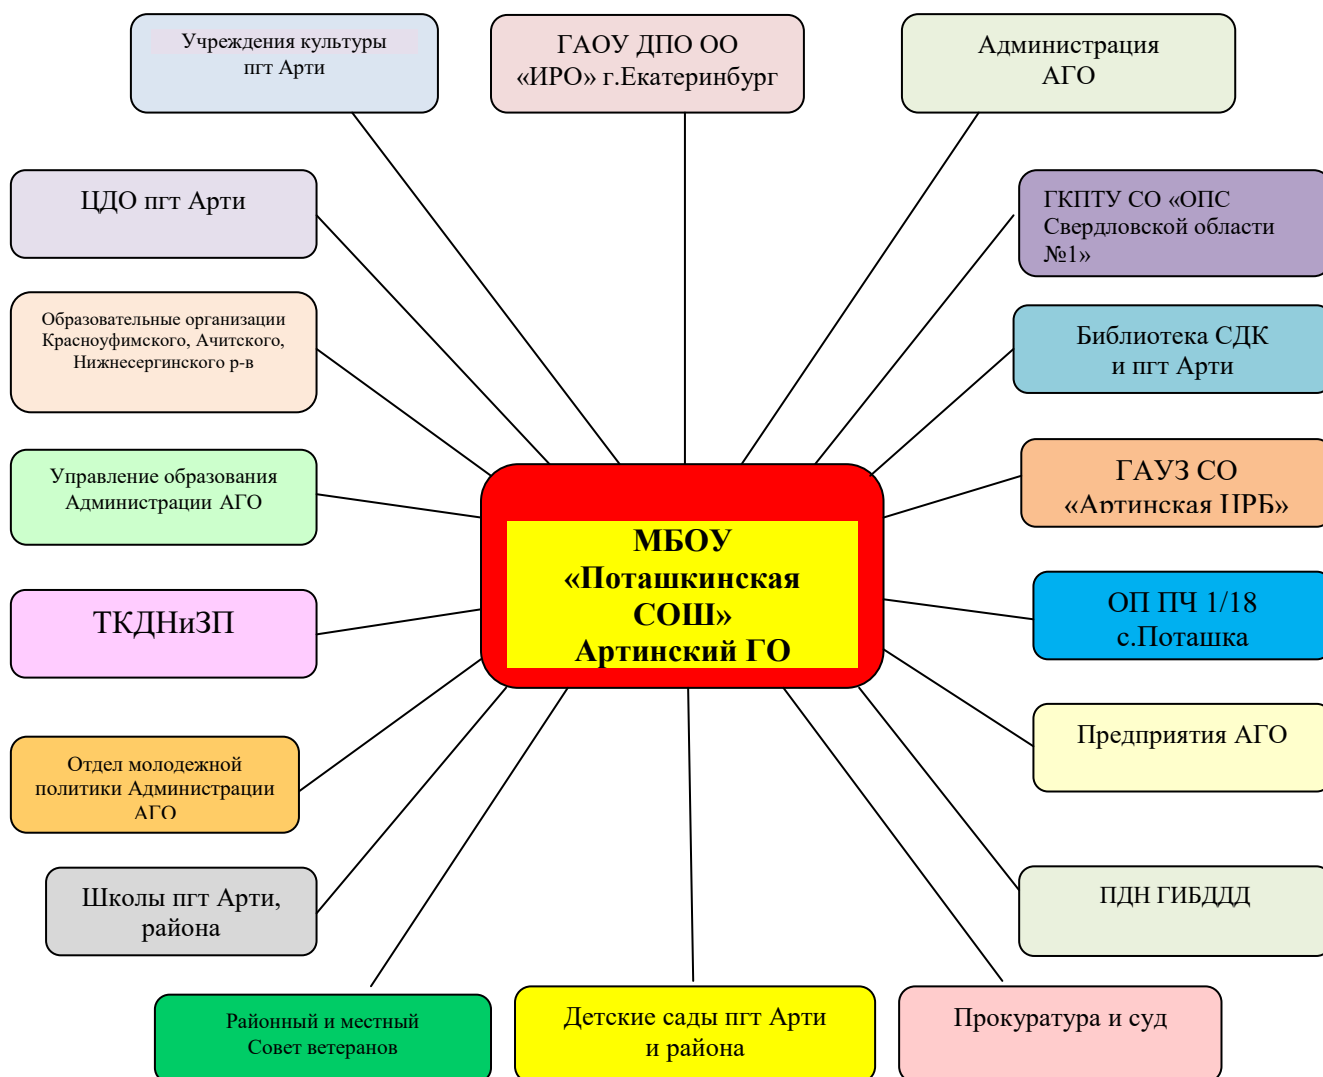 Учреждения культуры
пгт Арти
ГАОУ ДПО ОО
«ИРО» г.Екатеринбург
Администрация
АГО
ЦДО пгт Арти
ГКПТУ СО «ОПС
Свердловской области
№1»
Образовательные организации
Красноуфимского, Ачитского,
Нижнесергинского р-в
Библиотека СДК
и пгт Арти
Управление образования
Администрации АГО
ГАУЗ СО
«Артинская ЦРБ»
МБОУ
«Поташкинская
СОШ»
Артинский ГО
ТКДНиЗП
ОП ПЧ 1/18
с.Поташка
Отдел молодежной
политики Администрации
АГО
Предприятия АГО
Школы пгт Арти,
района
ПДН ГИБДДД
Районный и местный
Совет ветеранов
Детские сады пгт Арти
и района
Прокуратура и суд